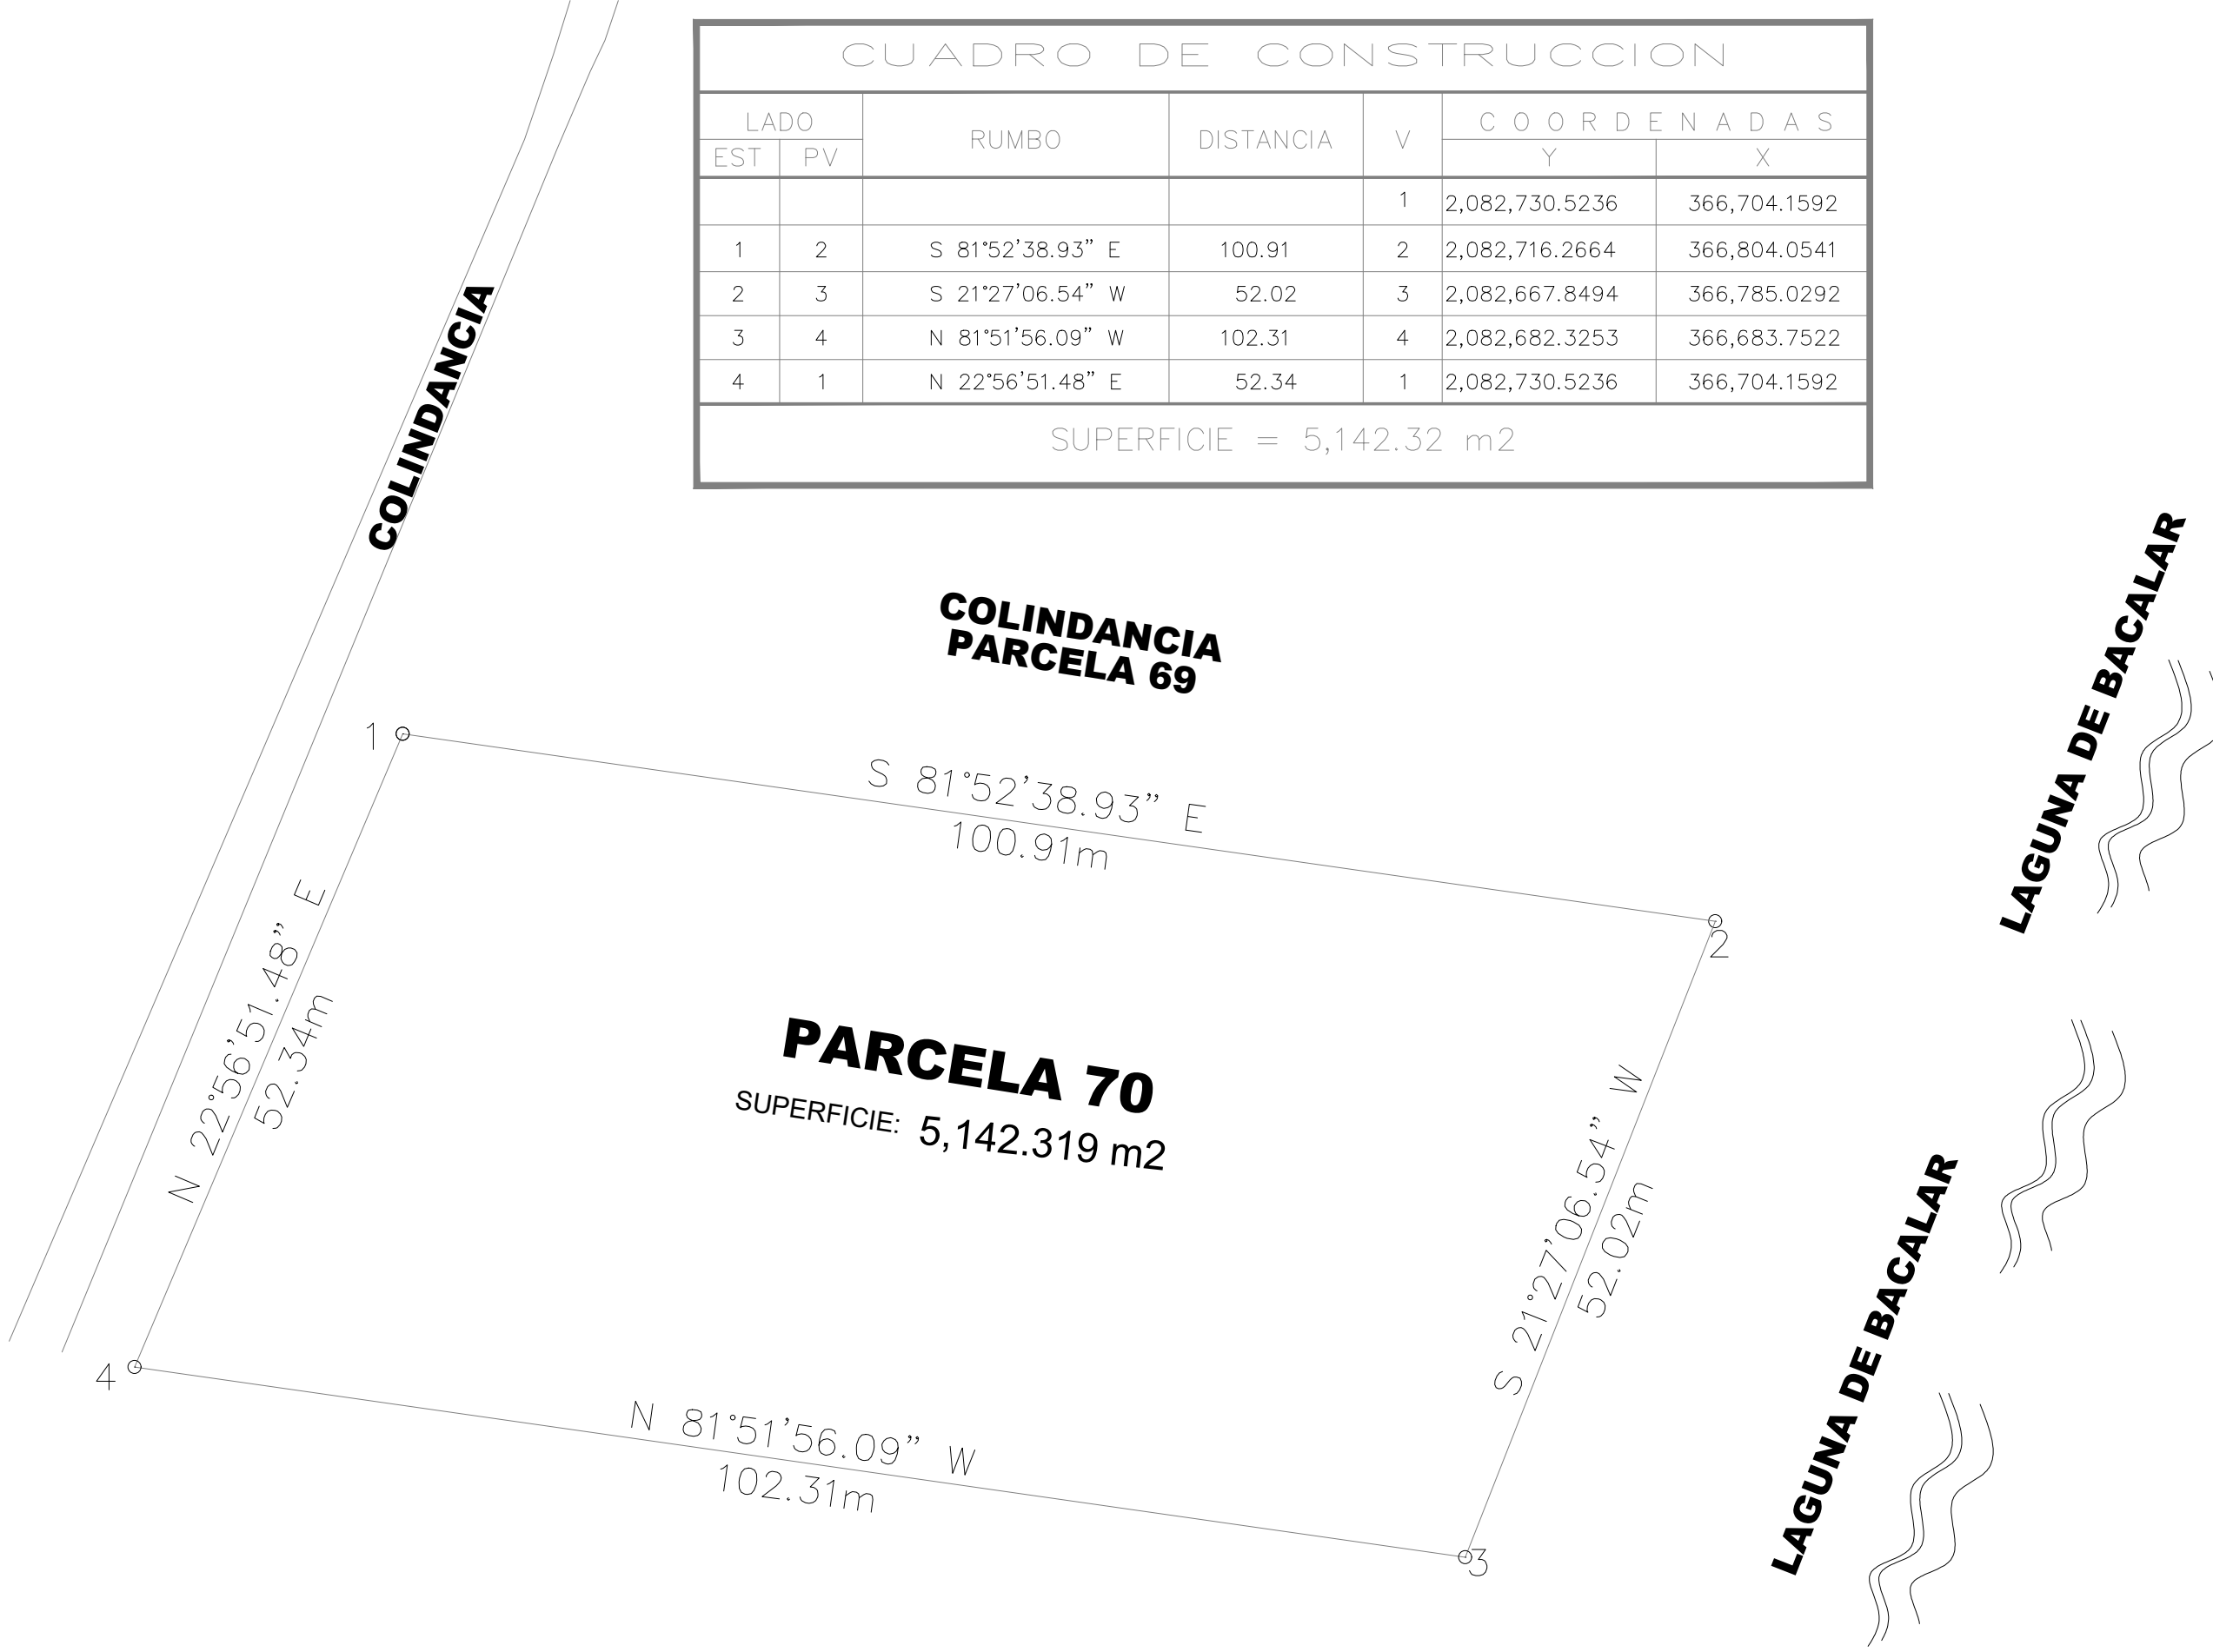 CUADRO DE CONSTRUCCION
LADO RUMBO DISTANCIA V COORDENADAS
EST PV Y X
1 2,082,730.5236 366,704.1592
1 2 S 81°52'38.93" E 100.91 2 2,082,716.2664 366,804.0541
2 3 S 21°27'06.54" W 52.02 3 2,082,667.8494 366,785.0292
3 4 N 81°51'56.09" W 102.31 4 2,082,682.3253 366,683.7522
4 1 N 22°56'51.48" E 52.34 1 2,082,730.5236 366,704.1592
SUPERFICIE = 5,142.32 m2
COLINDANCIA
COLINDANCIA
PARCELA 69
LAGUNA DE BACALAR
1
S 81°52'38.93" E
100.91m
2
N 22°56'51.48" E
52.34m
PARCELA 70
SUPERFICIE: 5,142.319 m2
S 21°27'06.54" W
52.02m
LAGUNA DE BACALAR
4
N 81°51'56.09" W
102.31m
3